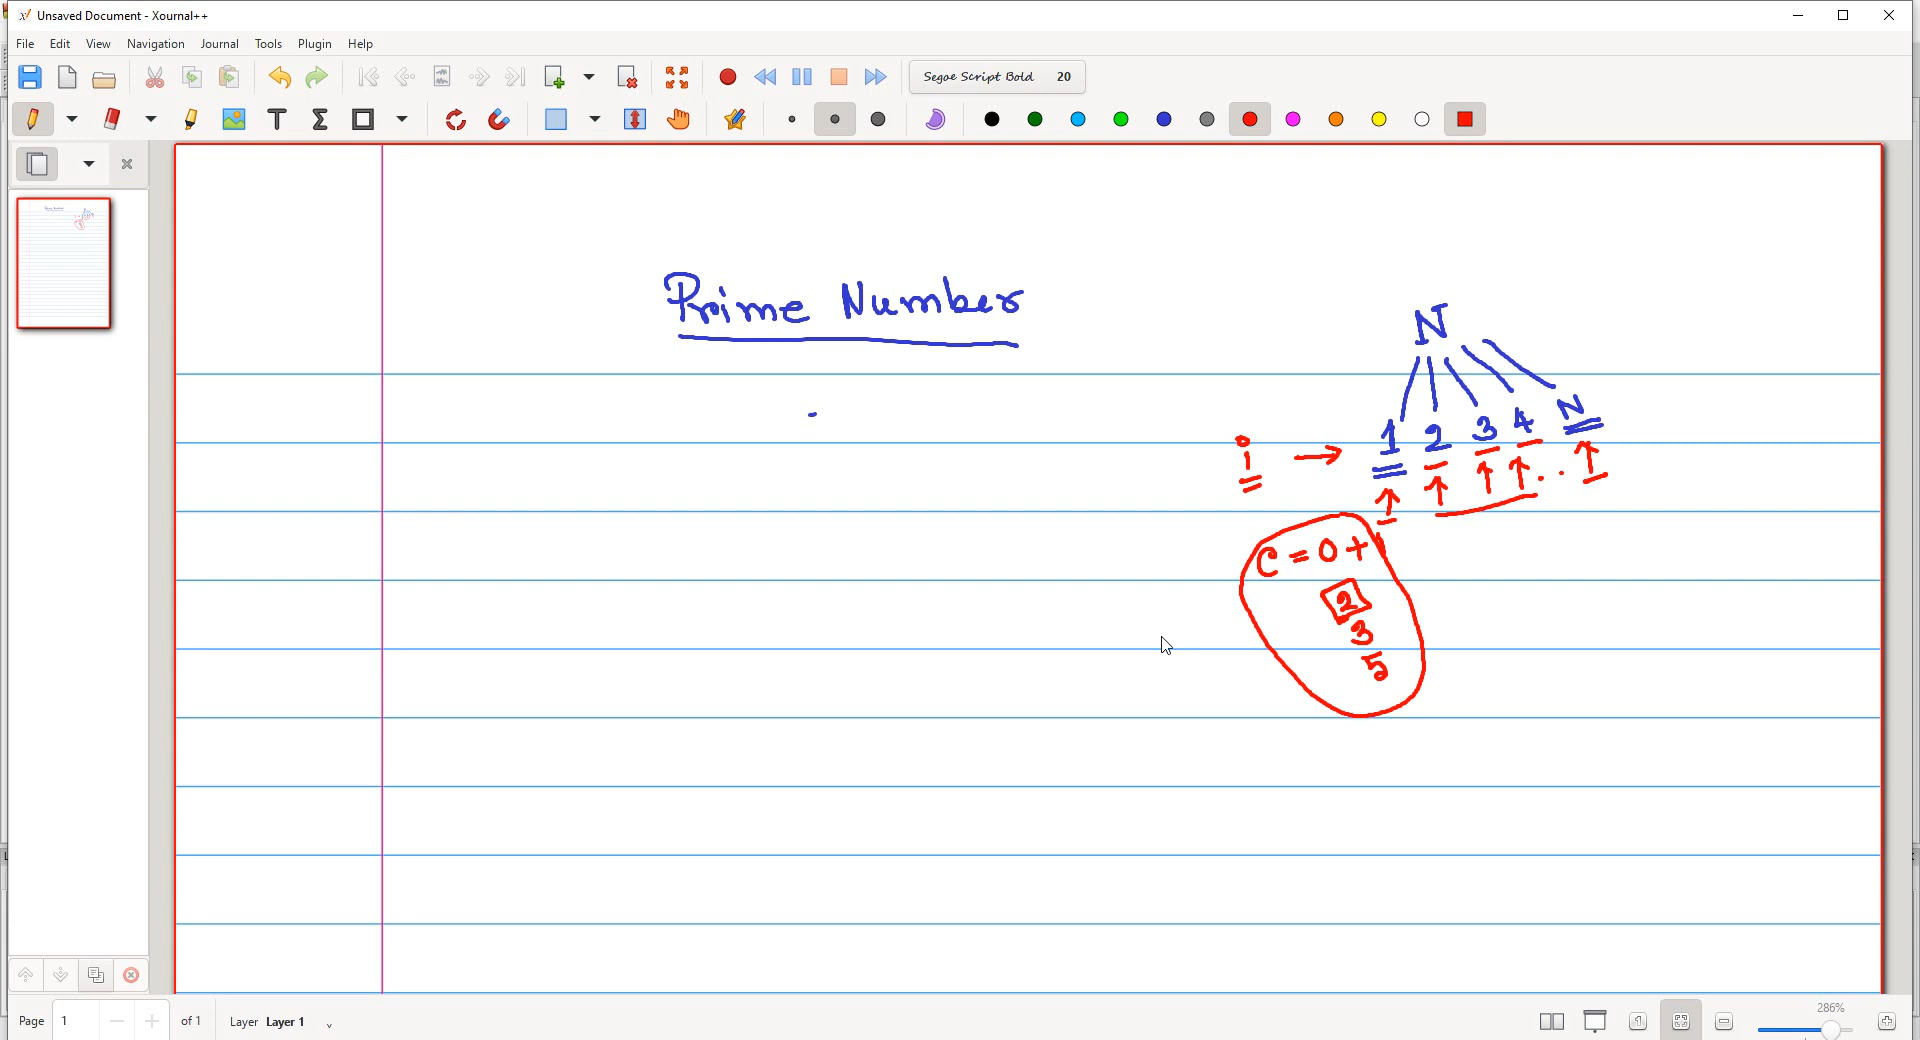 Unsaved Document - Xournal++
File Edit View Navigation Journal Tools Plugin Help
Segoe Script Bold 20
Prime Number
N
1 2 3 4 N
i → 
C = 0 + 1
2
3
5
286%
Page 1 of 1 Layer Layer 1